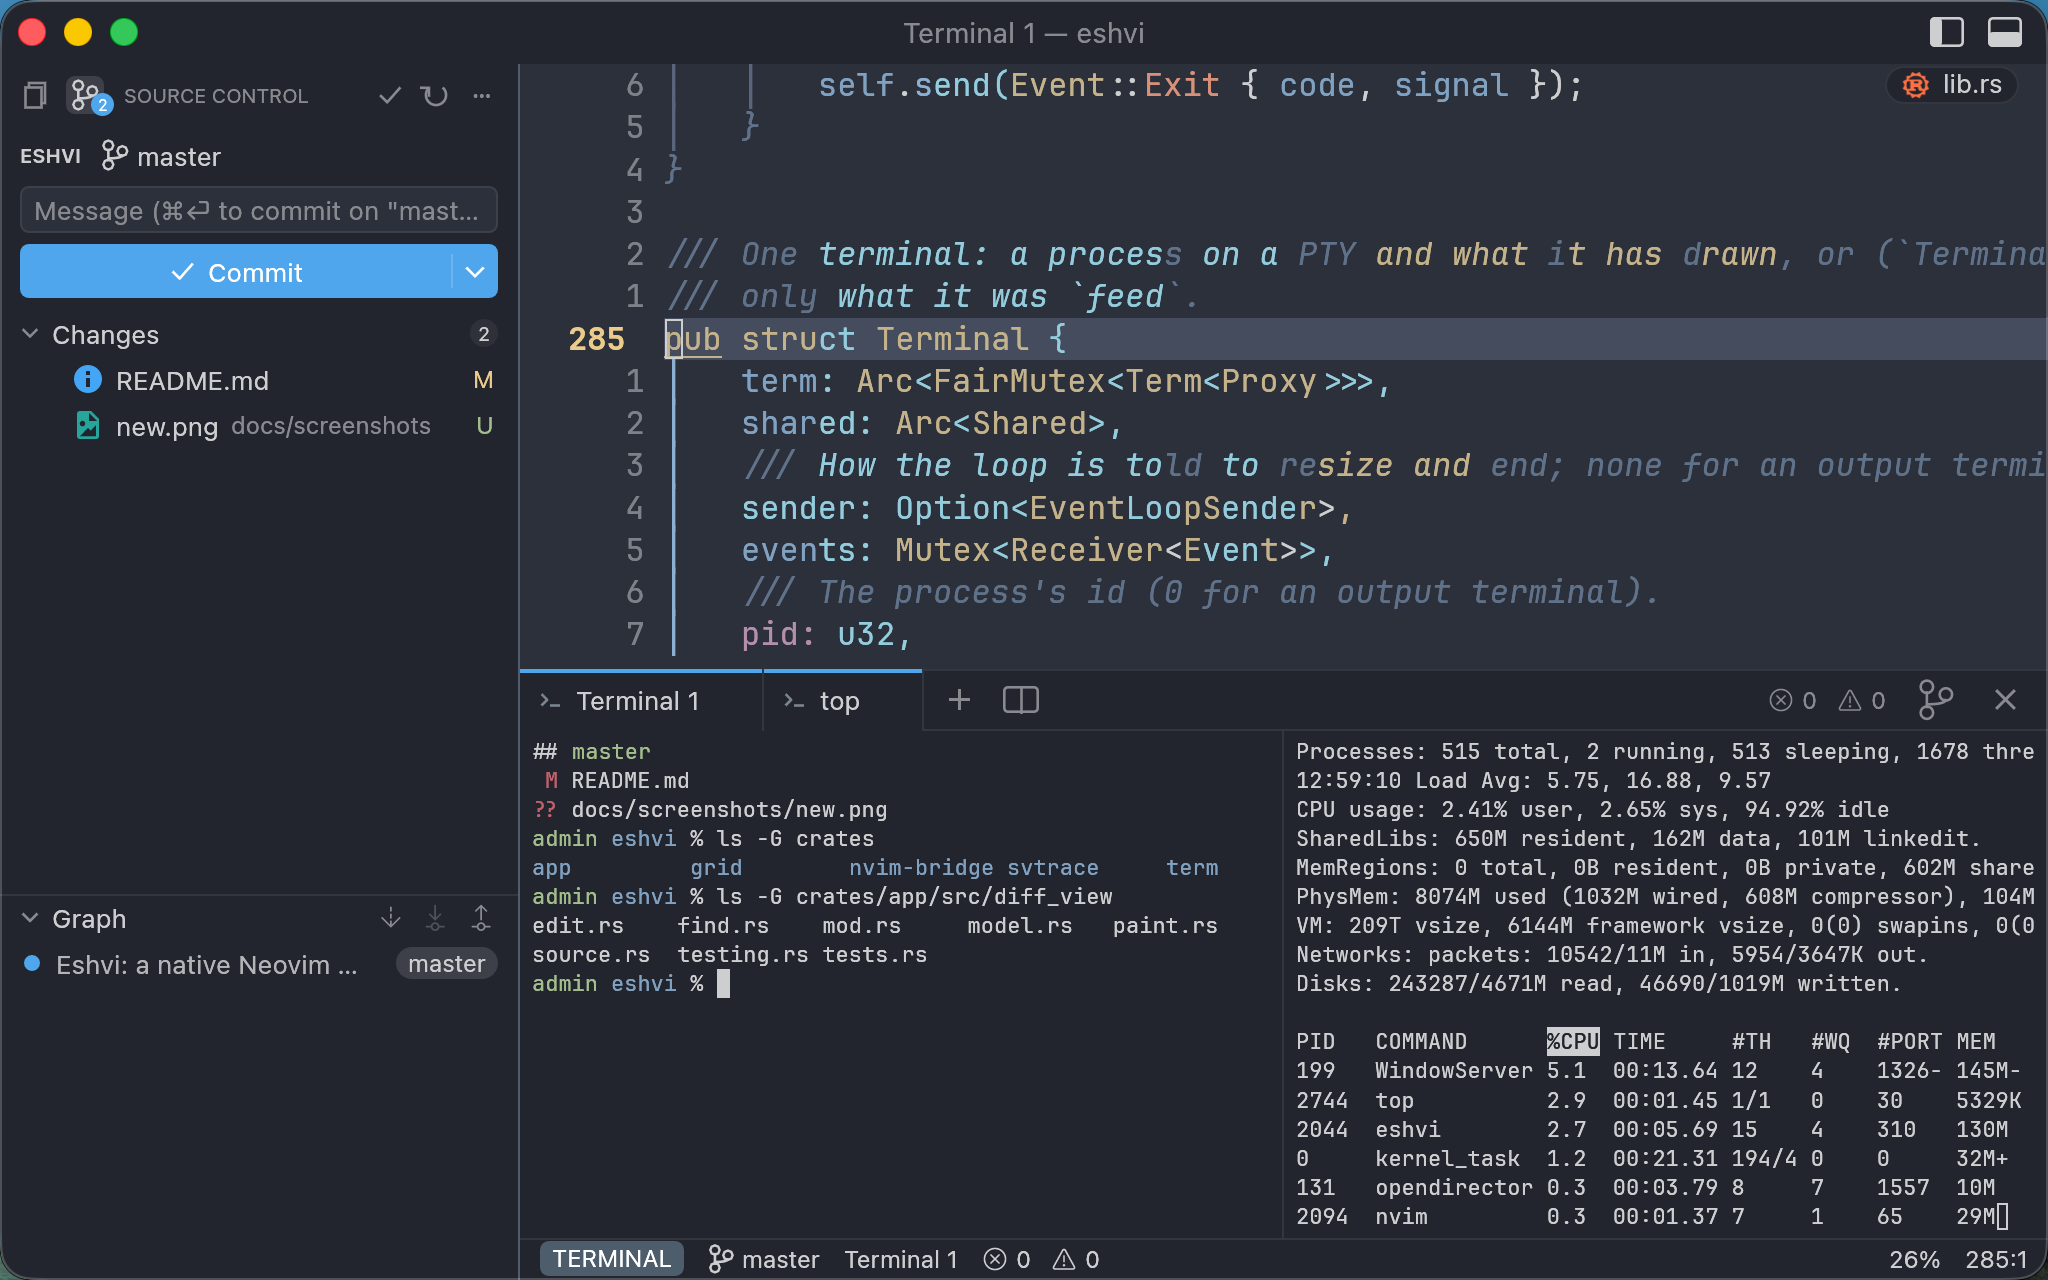 Terminal 1 — eshvi
2
SOURCE CONTROL
ESHVI master
Message (⌘⏎ to commit on "mast...
Commit
Changes 2
README.md M
new.png docs/screenshots U
Graph
Eshvi: a native Neovim ... master
lib.rs
6 self.send(Event::Exit { code, signal });
5 }
4 }
3
2 /// One terminal: a process on a PTY and what it has drawn, or (`Termina
1 /// only what it was `feed`.
285 pub struct Terminal {
1 term: Arc<FairMutex<Term<Proxy>>>,
2 shared: Arc<Shared>,
3 /// How the loop is told to resize and end; none for an output termi
4 sender: Option<EventLoopSender>,
5 events: Mutex<Receiver<Event>>,
6 /// The process's id (0 for an output terminal).
7 pid: u32,
Terminal 1
top
0 0
## master
M README.md
?? docs/screenshots/new.png
admin eshvi % ls -G crates
app grid nvim-bridge svtrace term
admin eshvi % ls -G crates/app/src/diff_view
edit.rs find.rs mod.rs model.rs paint.rs
source.rs testing.rs tests.rs
admin eshvi %
Processes: 515 total, 2 running, 513 sleeping, 1678 thre
12:59:10 Load Avg: 5.75, 16.88, 9.57
CPU usage: 2.41% user, 2.65% sys, 94.92% idle
SharedLibs: 650M resident, 162M data, 101M linkedit.
MemRegions: 0 total, 0B resident, 0B private, 602M share
PhysMem: 8074M used (1032M wired, 608M compressor), 104M
VM: 209T vsize, 6144M framework vsize, 0(0) swapins, 0(0
Networks: packets: 10542/11M in, 5954/3647K out.
Disks: 243287/4671M read, 46690/1019M written.
PID COMMAND %CPU TIME #TH #WQ #PORT MEM
199 WindowServer 5.1 00:13.64 12 4 1326- 145M-
2744 top 2.9 00:01.45 1/1 0 30 5329K
2044 eshvi 2.7 00:05.69 15 4 310 130M
0 kernel_task 1.2 00:21.31 194/4 0 0 32M+
131 opendirector 0.3 00:03.79 8 7 1557 10M
2094 nvim 0.3 00:01.37 7 1 65 29M
TERMINAL master Terminal 1 0 0 26% 285:1